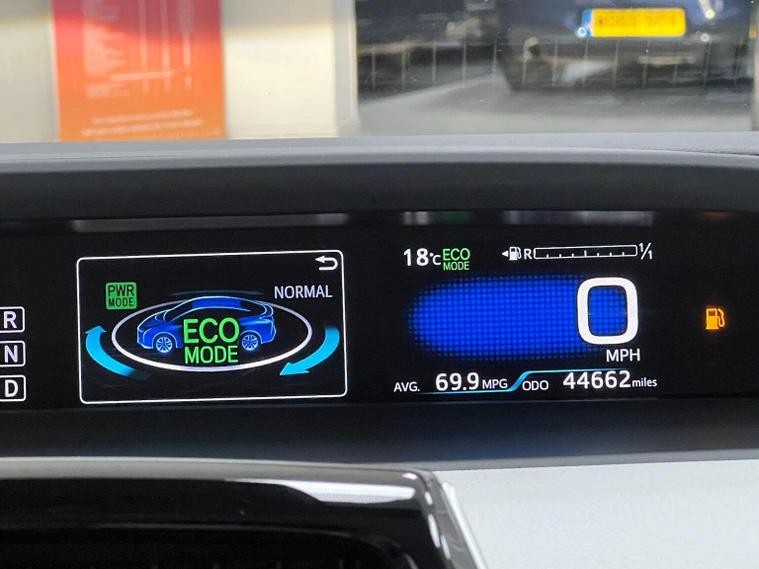 R
N
D
PWR
MODE
NORMAL
ECO
MODE
18°C ECO
MODE
R 1/1
0
MPH
AVG. 69.9 MPG ODO 44662 miles